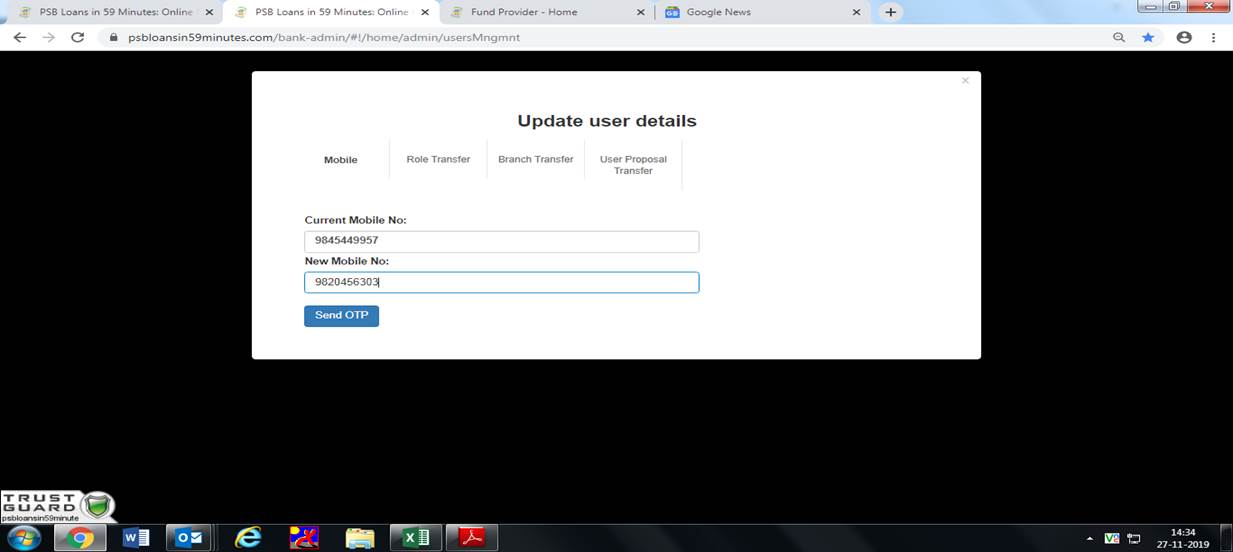 PSB Loans in 59 Minutes: Online
PSB Loans in 59 Minutes: Online
Fund Provider - Home
Google News
psbloansin59minutes.com/bank-admin/#!/home/admin/usersMngmnt
Update user details
Mobile
Role Transfer
Branch Transfer
User Proposal
Transfer
Current Mobile No:
9845449957
New Mobile No:
9820456303
Send OTP
TRUST
GUARD
psbloansin59minute
14:34
27-11-2019